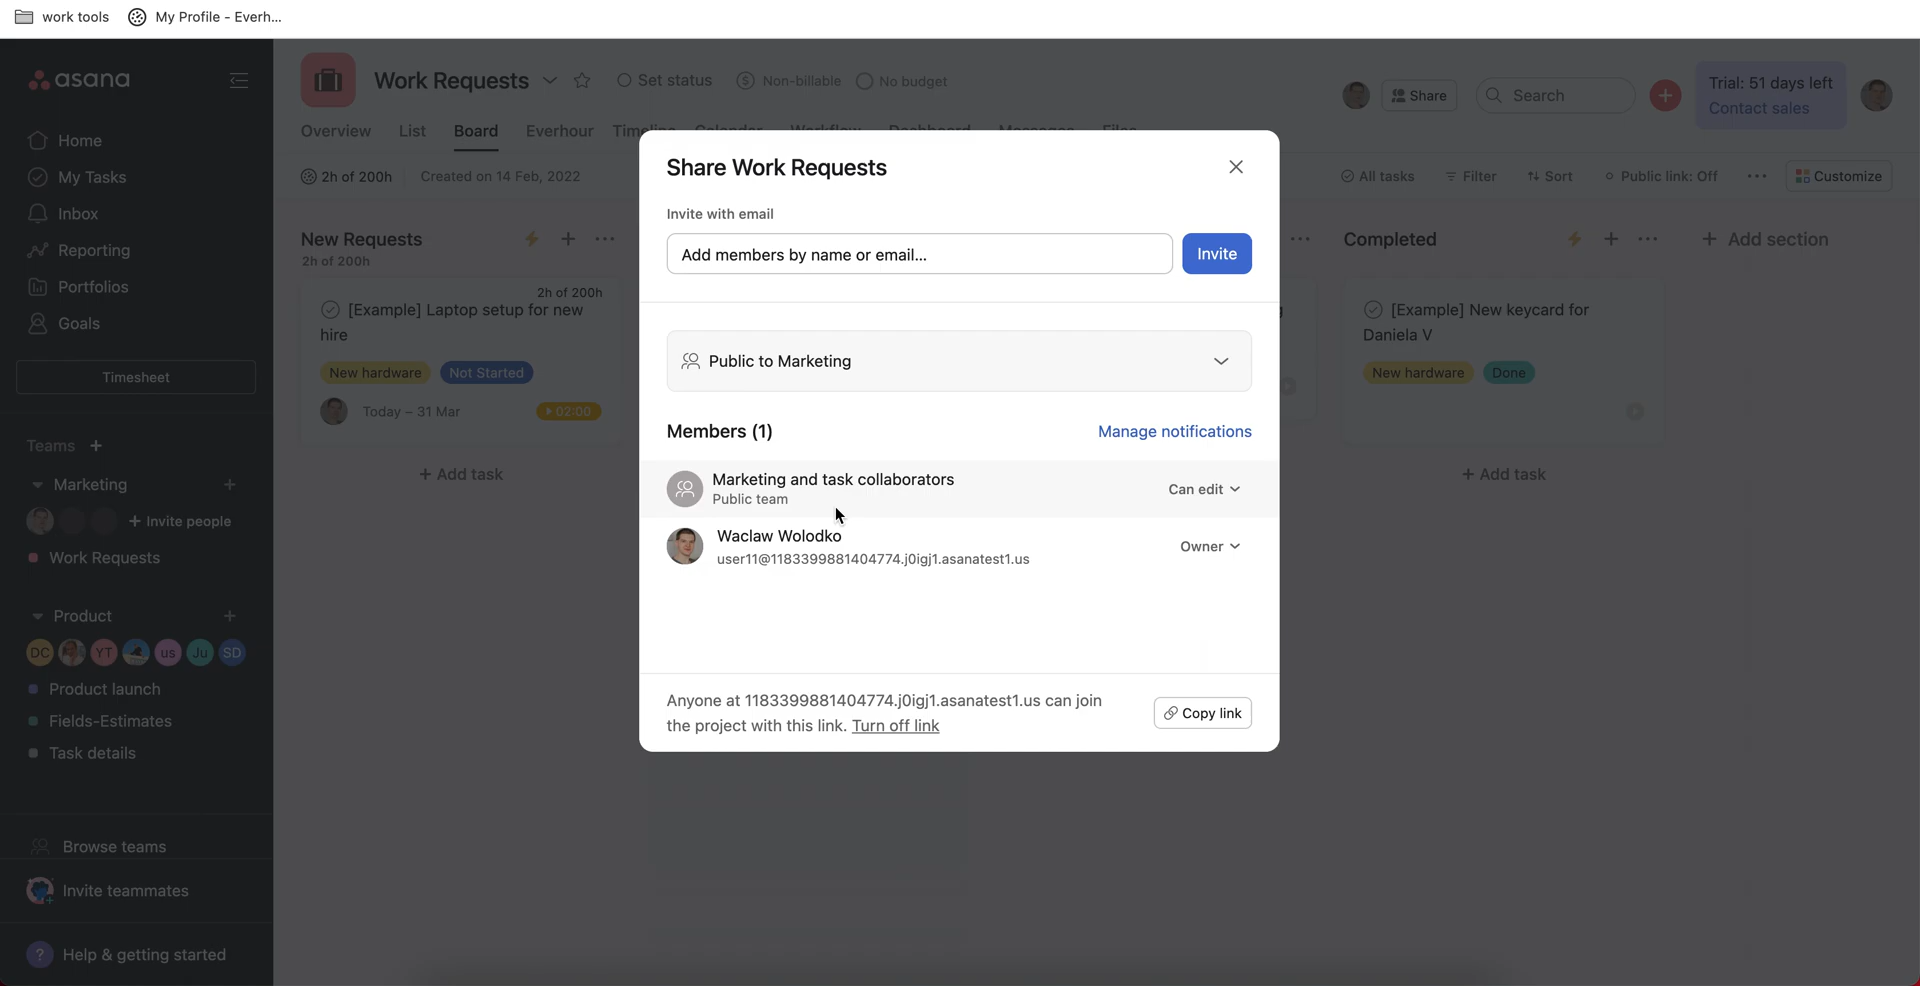 work tools
My Profile - Everh...
asana
Home
My Tasks
Inbox
Reporting
Portfolios
Goals
Timesheet
Teams +
Marketing +
+ Invite people
Work Requests
Product +
DC YT us Ju SD
Product launch
Fields-Estimates
Task details
Browse teams
Invite teammates
? Help & getting started
Work Requests
Set status
$ Non-billable
No budget
Share
Search
+
Trial: 51 days left
Contact sales
Overview List Board Everhour Timeline Calendar Workflow Dashboard Messages Files
2h of 200h
Created on 14 Feb, 2022
All tasks
Filter
Sort
Public link: Off
...
Customize
New Requests
+ ...
2h of 200h
2h of 200h
[Example] Laptop setup for new
hire
New hardware Not Started
Today – 31 Mar
02:00
+ Add task
Share Work Requests
Invite with email
Add members by name or email...
Invite
Public to Marketing
Members (1)
Manage notifications
Marketing and task collaborators
Public team
Can edit
Waclaw Wolodko
user11@1183399881404774.j0igj1.asanatest1.us
Owner
Anyone at 1183399881404774.j0igj1.asanatest1.us can join
the project with this link. Turn off link
Copy link
...
Completed
+ ...
+ Add section
[Example] New keycard for
Daniela V
New hardware Done
+ Add task